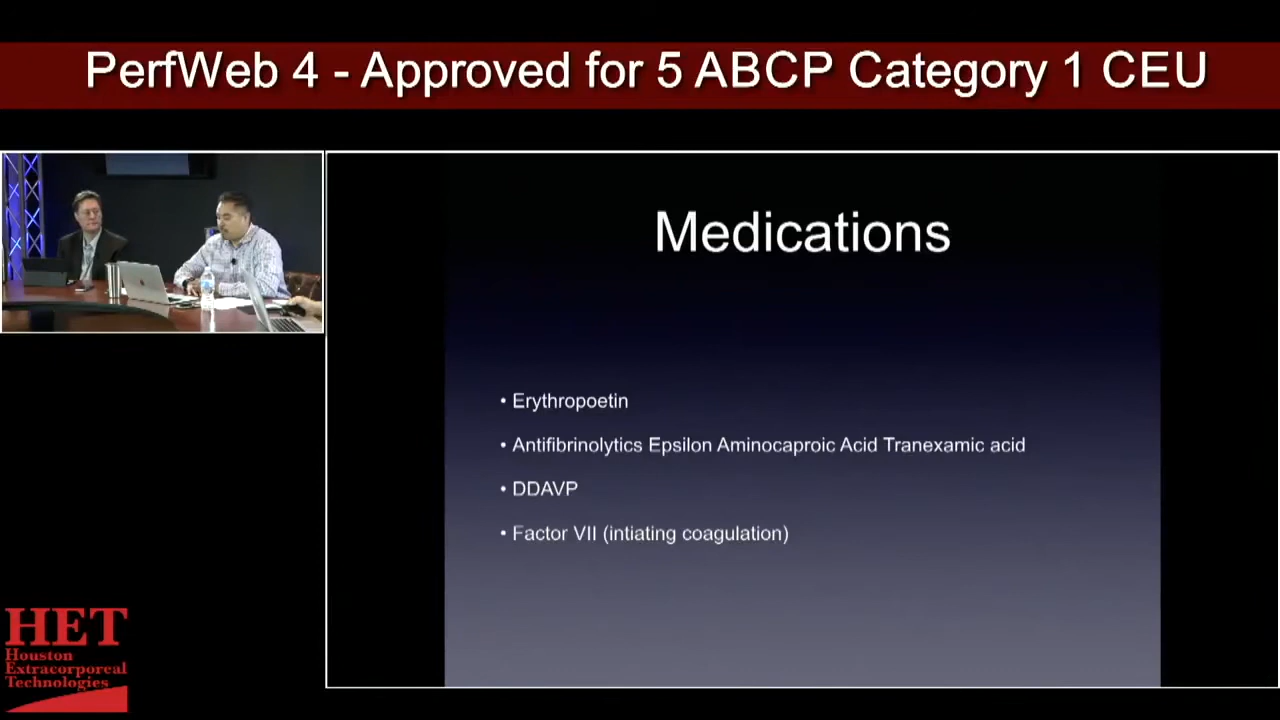 PerfWeb 4 - Approved for 5 ABCP Category 1 CEU
Medications
• Erythropoetin
• Antifibrinolytics Epsilon Aminocaproic Acid Tranexamic acid
• DDAVP
• Factor VII (intiating coagulation)
HET
Houston
Extracorporeal
Technologies